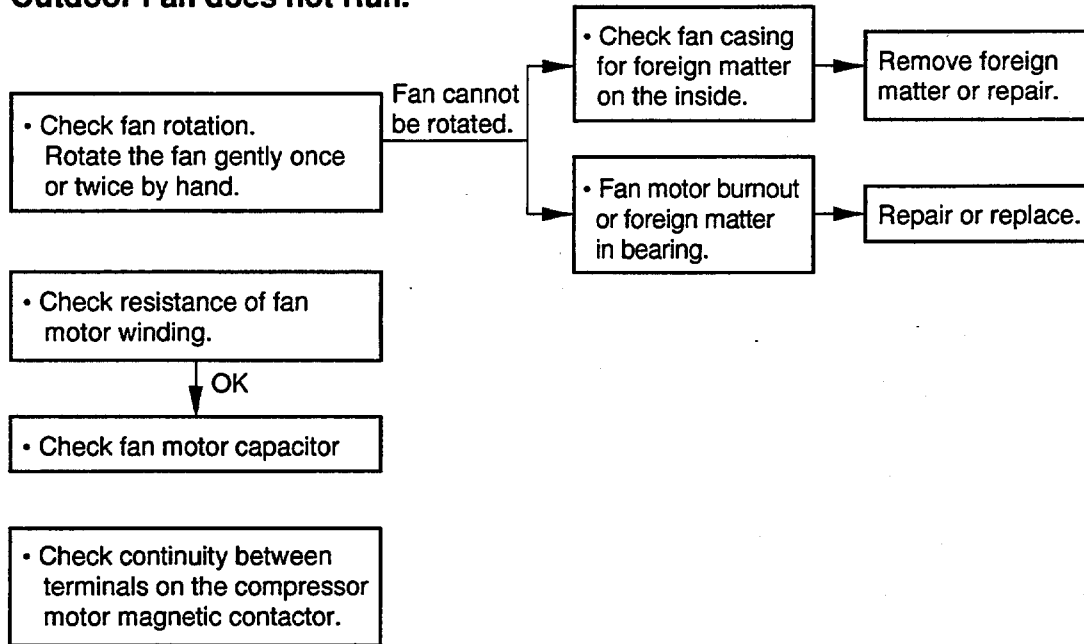 Outdoor Fan does not Run.
• Check fan rotation.
Rotate the fan gently once
or twice by hand.
Fan cannot
be rotated.
• Check fan casing
for foreign matter
on the inside.
Remove foreign
matter or repair.
• Fan motor burnout
or foreign matter
in bearing.
Repair or replace.
• Check resistance of fan
motor winding.
OK
• Check fan motor capacitor
• Check continuity between
terminals on the compressor
motor magnetic contactor.